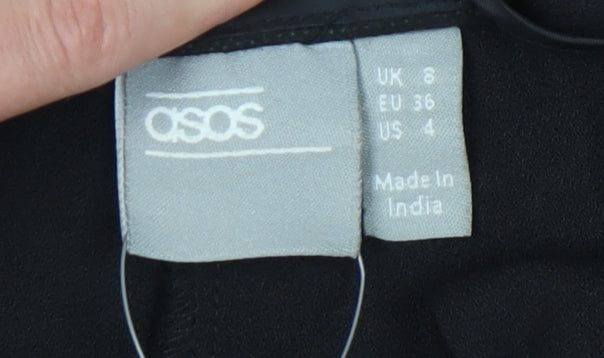 asos
UK 8
EU 36
US 4
Made In
India